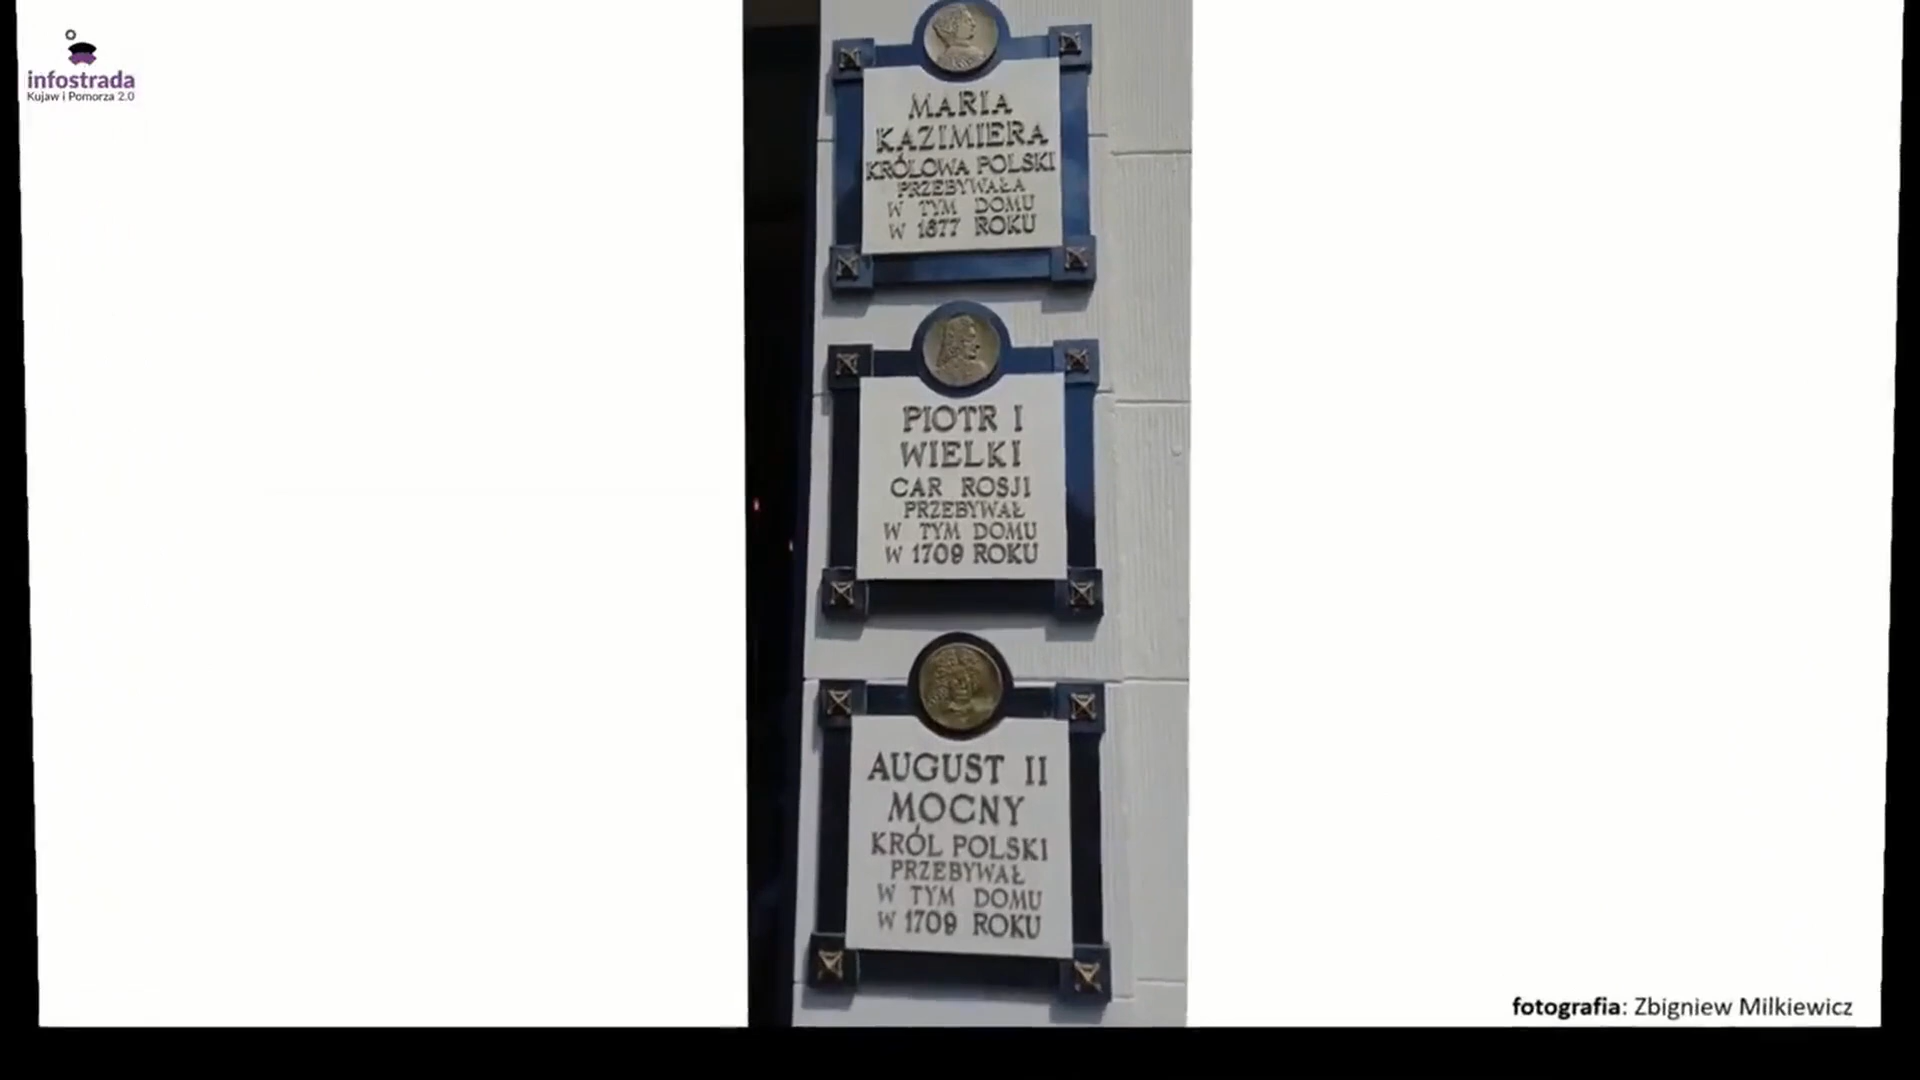 infostrada
Kujaw i Pomorza 2.0
MARIA
KAZIMIERA
KRÓLOWA POLSKI
PRZEBYWAŁA
W TYM DOMU
W 1677 ROKU
PIOTR I
WIELKI
CAR ROSJI
PRZEBYWAŁ
W TYM DOMU
W 1709 ROKU
AUGUST II
MOCNY
KRÓL POLSKI
PRZEBYWAŁ
W TYM DOMU
W 1709 ROKU
fotografia: Zbigniew Milkiewicz